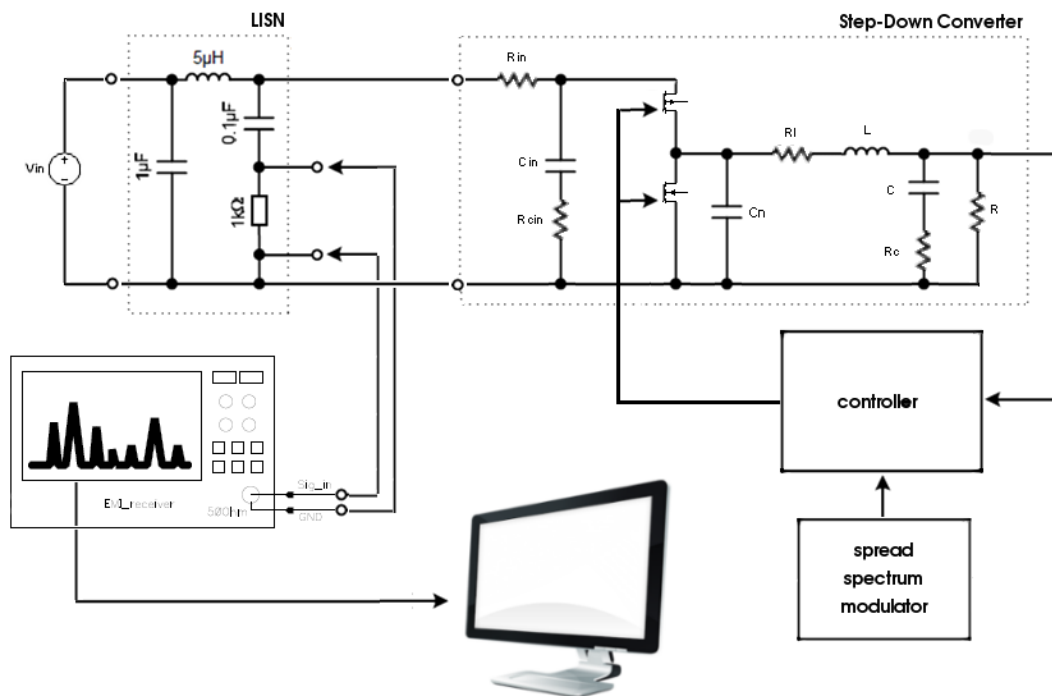 LISN
Step-Down Converter
5µH
Rin
0.1µF
1µF
Vin
+
-
1kΩ
Cin
Rcin
Rl
L
Cn
C
Rc
R
controller
Sig_in
GND
EMI_receiver
50Ohm
spread
spectrum
modulator